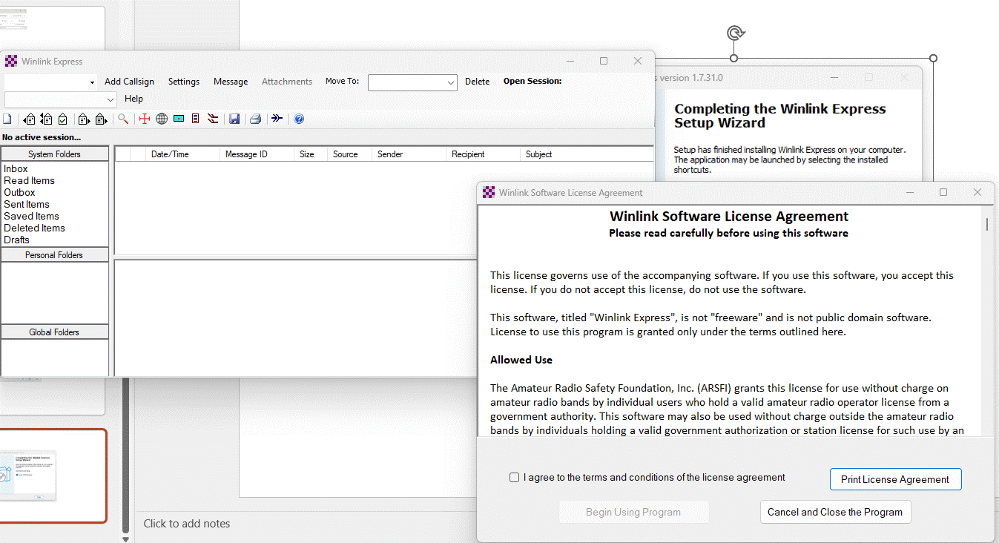 Winlink Express
Add Callsign Settings Message Attachments Move To: Delete Open Session:
Help
No active session...
System Folders
Inbox
Read Items
Outbox
Sent Items
Saved Items
Deleted Items
Drafts
Personal Folders
Global Folders
Date/Time Message ID Size Source Sender Recipient Subject
s version 1.7.31.0
Completing the Winlink Express
Setup Wizard
Setup has finished installing Winlink Express on your computer.
The application may be launched by selecting the installed
shortcuts.
Winlink Software License Agreement
Winlink Software License Agreement
Please read carefully before using this software
This license governs use of the accompanying software. If you use this software, you accept this
license. If you do not accept this license, do not use the software.
This software, titled "Winlink Express", is not "freeware" and is not public domain software.
License to use this program is granted only under the terms outlined here.
Allowed Use
The Amateur Radio Safety Foundation, Inc. (ARSFI) grants this license for use without charge on
amateur radio bands by individual users who hold a valid amateur radio operator license from a
government authority. This software may also be used without charge outside the amateur radio
bands by individuals holding a valid government authorization or station license for such use by an
I agree to the terms and conditions of the license agreement
Print License Agreement
Begin Using Program
Cancel and Close the Program
Completing the Winlink Express
Setup Wizard
Click to add notes